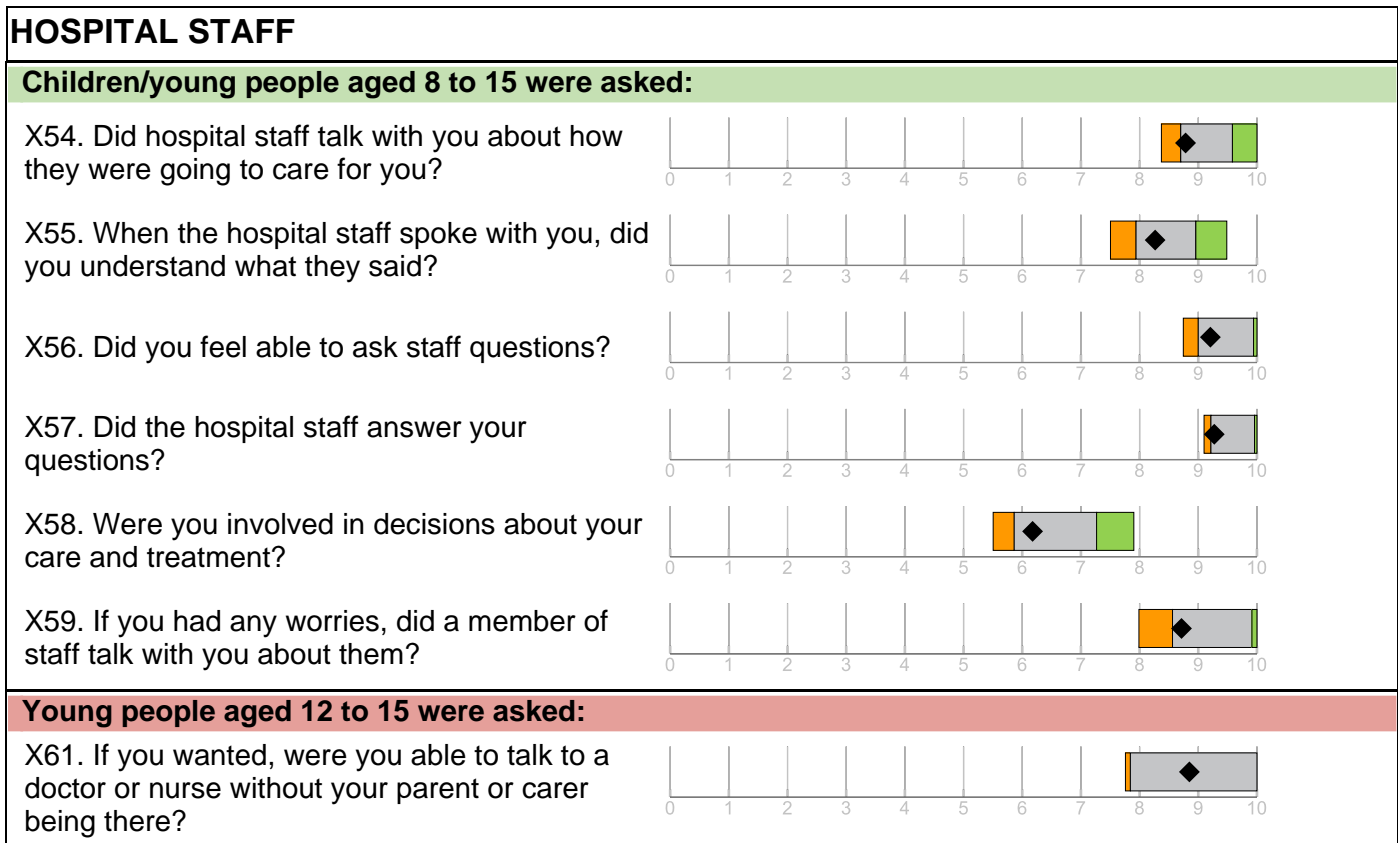 HOSPITAL STAFF
Children/young people aged 8 to 15 were asked:
X54. Did hospital staff talk with you about how
they were going to care for you?
0 1 2 3 4 5 6 7 8 9 10
X55. When the hospital staff spoke with you, did
you understand what they said?
0 1 2 3 4 5 6 7 8 9 10
X56. Did you feel able to ask staff questions?
0 1 2 3 4 5 6 7 8 9 10
X57. Did the hospital staff answer your
questions?
0 1 2 3 4 5 6 7 8 9 10
X58. Were you involved in decisions about your
care and treatment?
0 1 2 3 4 5 6 7 8 9 10
X59. If you had any worries, did a member of
staff talk with you about them?
0 1 2 3 4 5 6 7 8 9 10
Young people aged 12 to 15 were asked:
X61. If you wanted, were you able to talk to a
doctor or nurse without your parent or carer
being there?
0 1 2 3 4 5 6 7 8 9 10